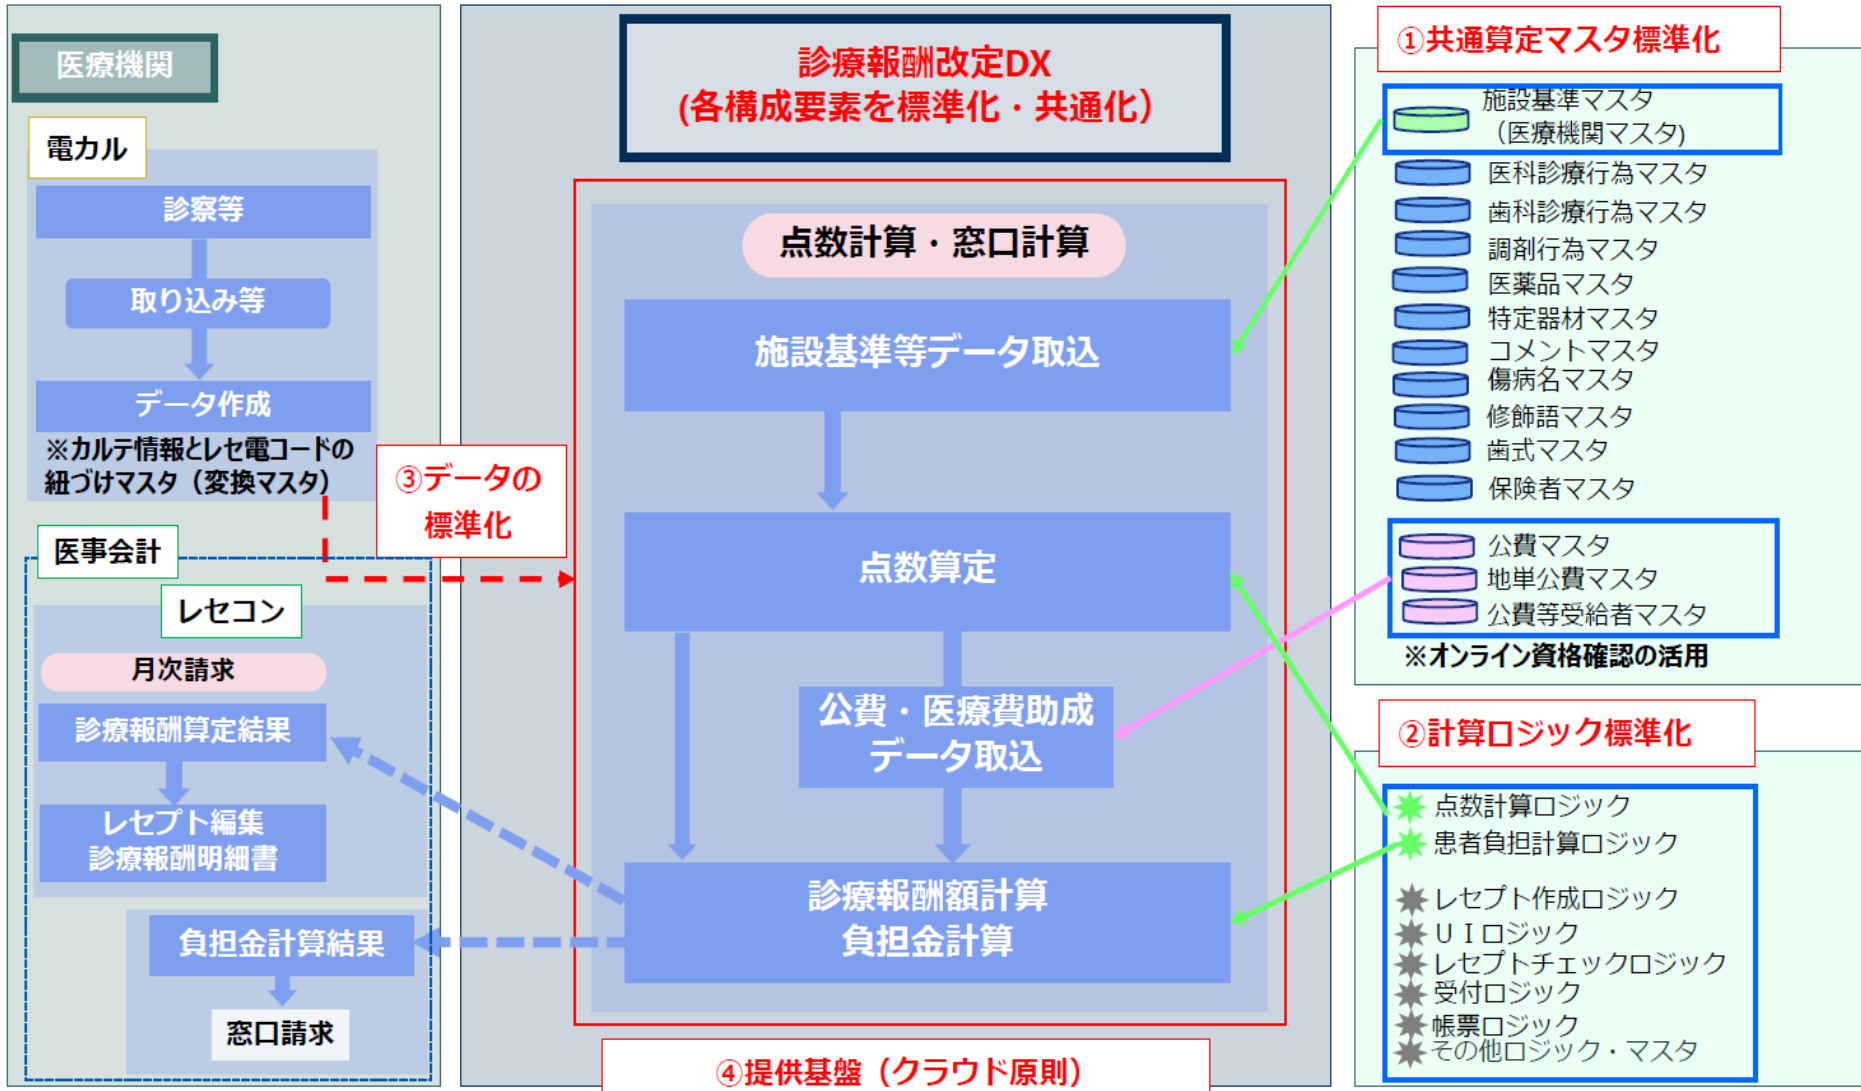 医療機関
電カル
診察等
取り込み等
データ作成
※カルテ情報とレセ電コードの
紐づけマスタ（変換マスタ）
医事会計
レセコン
月次請求
診療報酬算定結果
レセプト編集
診療報酬明細書
負担金計算結果
窓口請求
③データの
標準化
診療報酬改定DX
(各構成要素を標準化・共通化）
点数計算・窓口計算
施設基準等データ取込
点数算定
公費・医療費助成
データ取込
診療報酬額計算
負担金計算
④提供基盤（クラウド原則）
①共通算定マスタ標準化
施設基準マスタ
（医療機関マスタ)
医科診療行為マスタ
歯科診療行為マスタ
調剤行為マスタ
医薬品マスタ
特定器材マスタ
コメントマスタ
傷病名マスタ
修飾語マスタ
歯式マスタ
保険者マスタ
公費マスタ
地単公費マスタ
公費等受給者マスタ
※オンライン資格確認の活用
②計算ロジック標準化
点数計算ロジック
患者負担計算ロジック
レセプト作成ロジック
ＵＩロジック
レセプトチェックロジック
受付ロジック
帳票ロジック
その他ロジック・マスタ